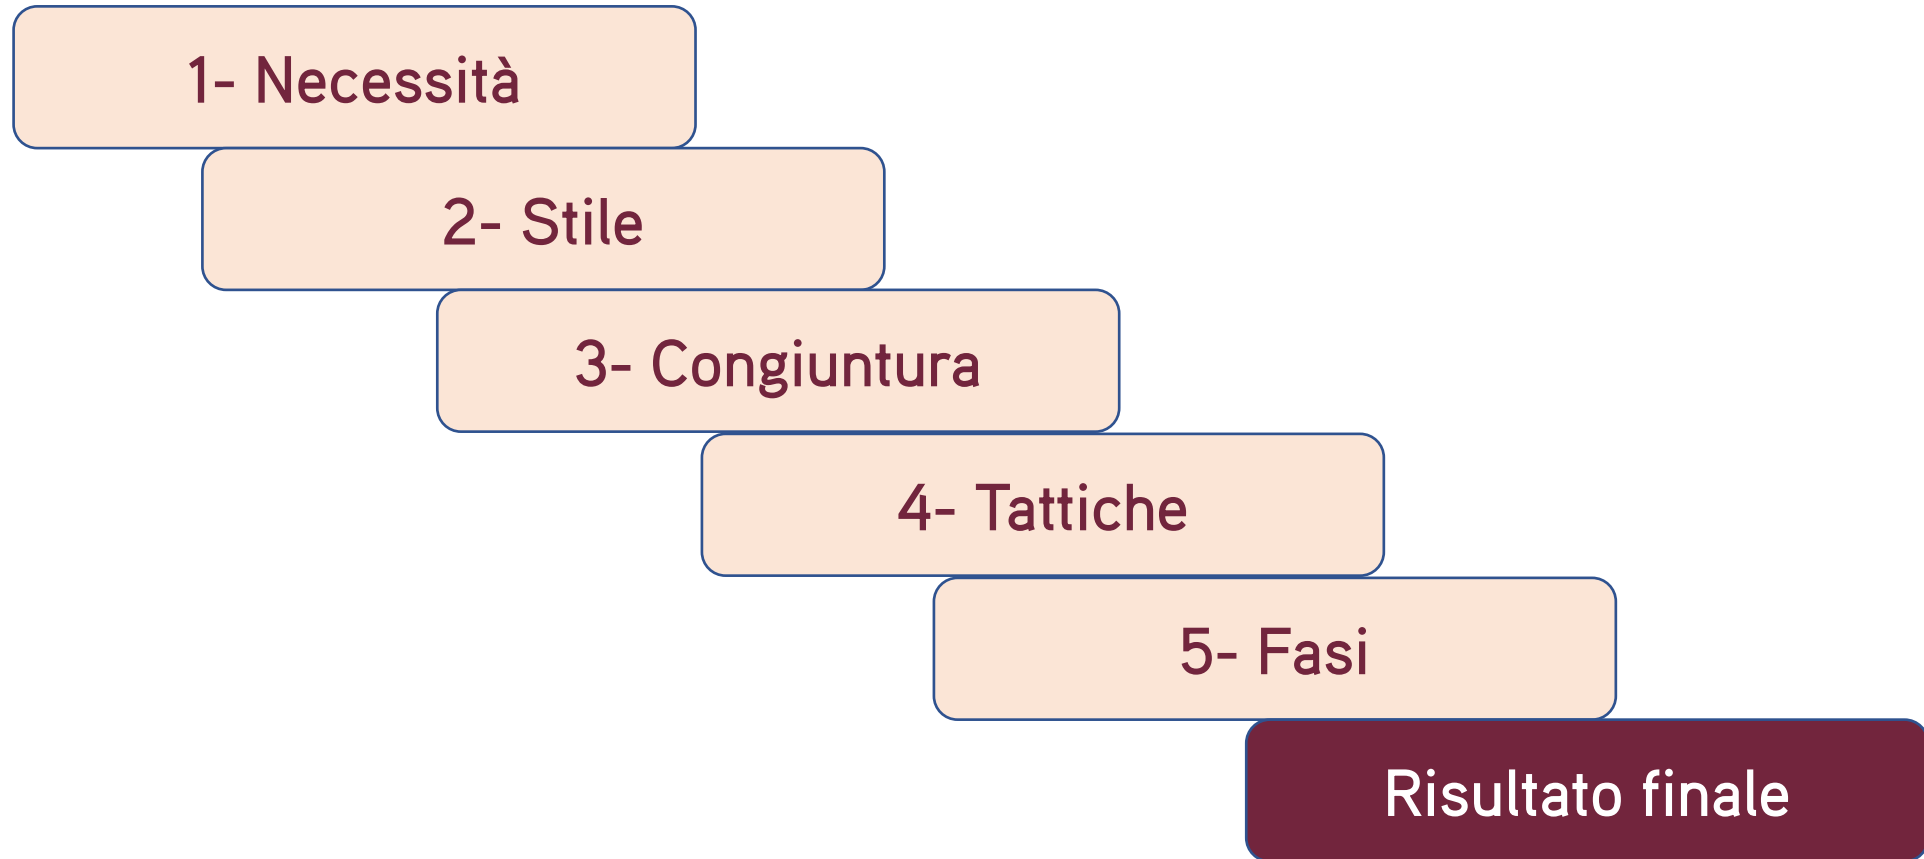 1- Necessità
2- Stile
3- Congiuntura
4- Tattiche
5- Fasi
Risultato finale